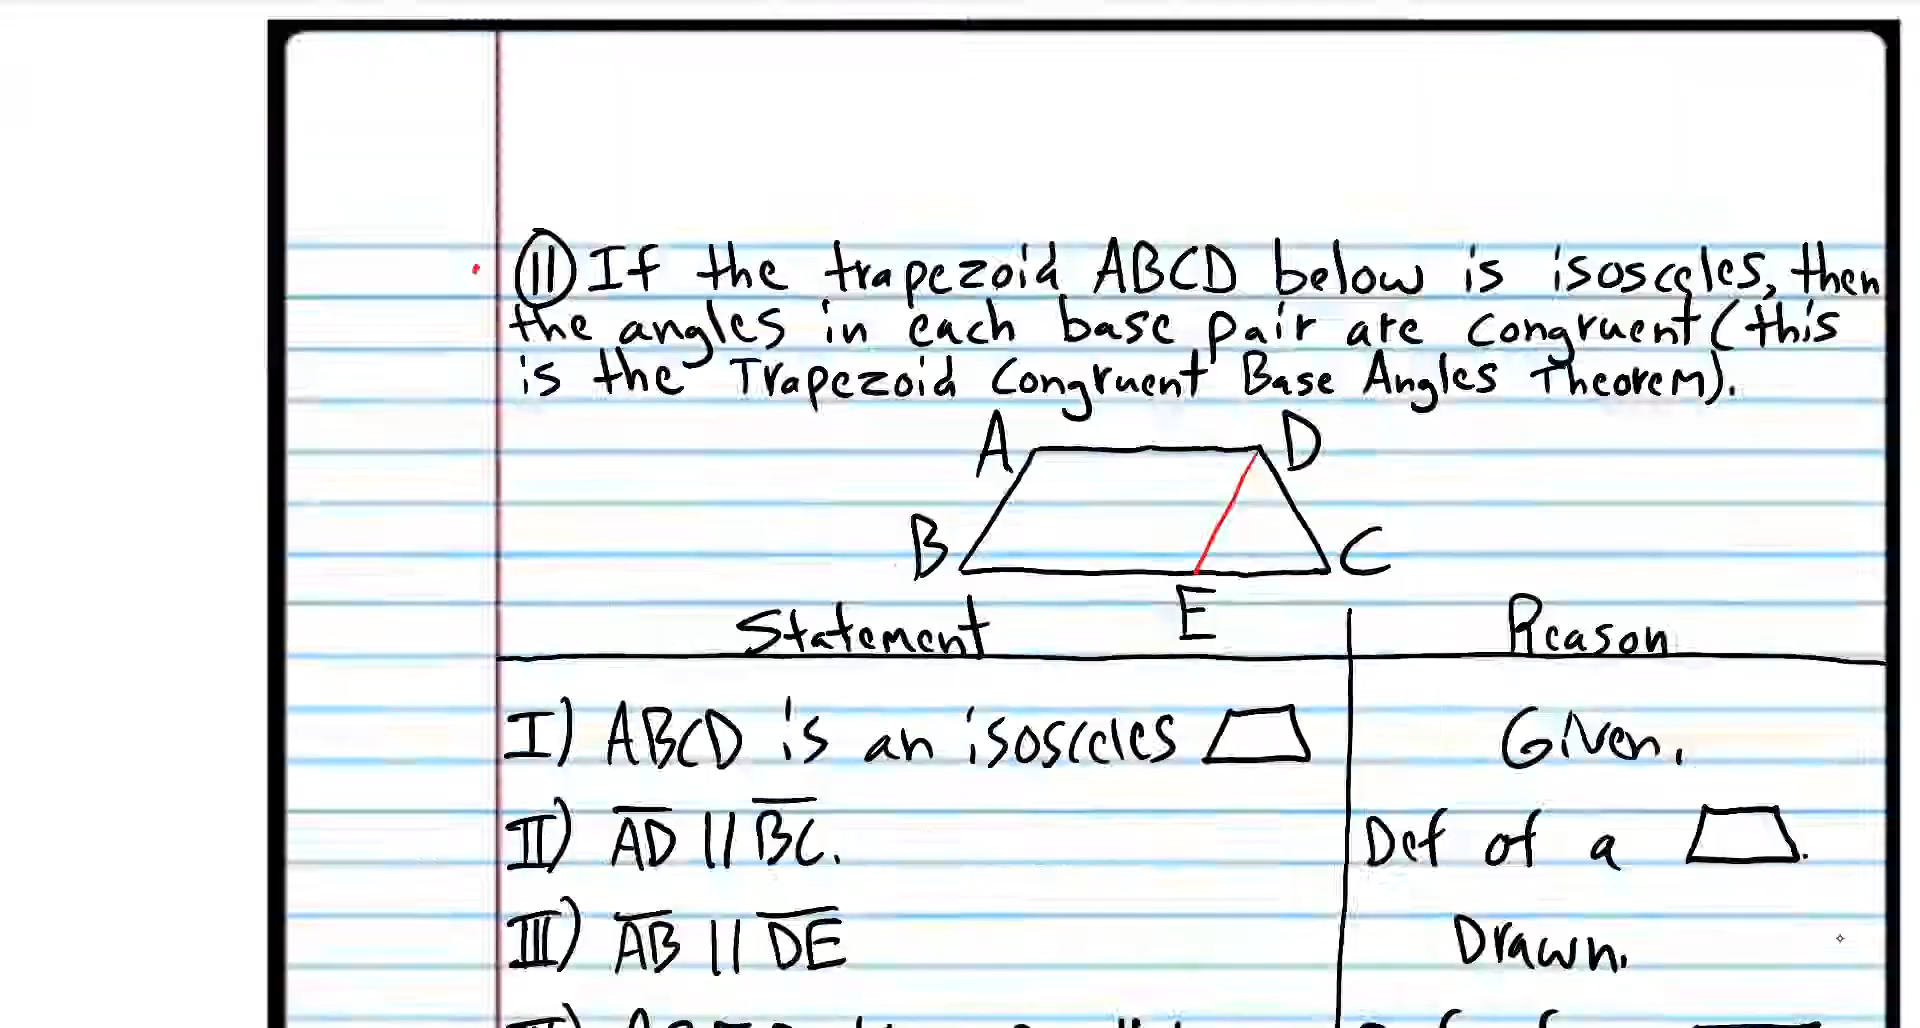 ⑪ If the trapezoid ABCD below is isosceles, then
the angles in each base pair are congruent (this
is the Trapezoid Congruent Base Angles Theorem).
A D
B C
E
Statement Reason
I) ABCD is an isosceles Given.
II) AD || BC. Def of a
III) AB || DE Drawn.